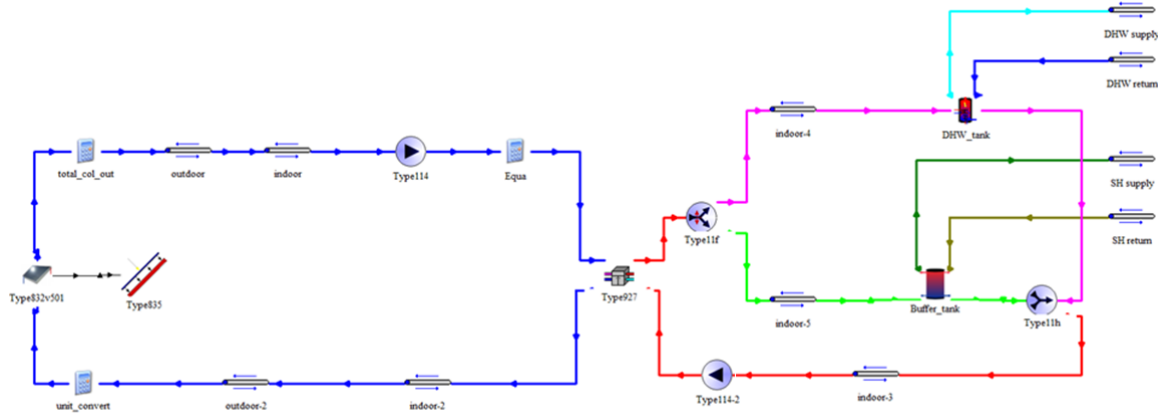 DHW supply
DHW return
indoor-4
DHW_tank
total_col_out
outdoor
indoor
Type114
Equa
SH supply
Type11f
SH return
Type832v501
Type835
Type927
indoor-5
Buffer_tank
Type11h
unit_convert
outdoor-2
indoor-2
Type114-2
indoor-3